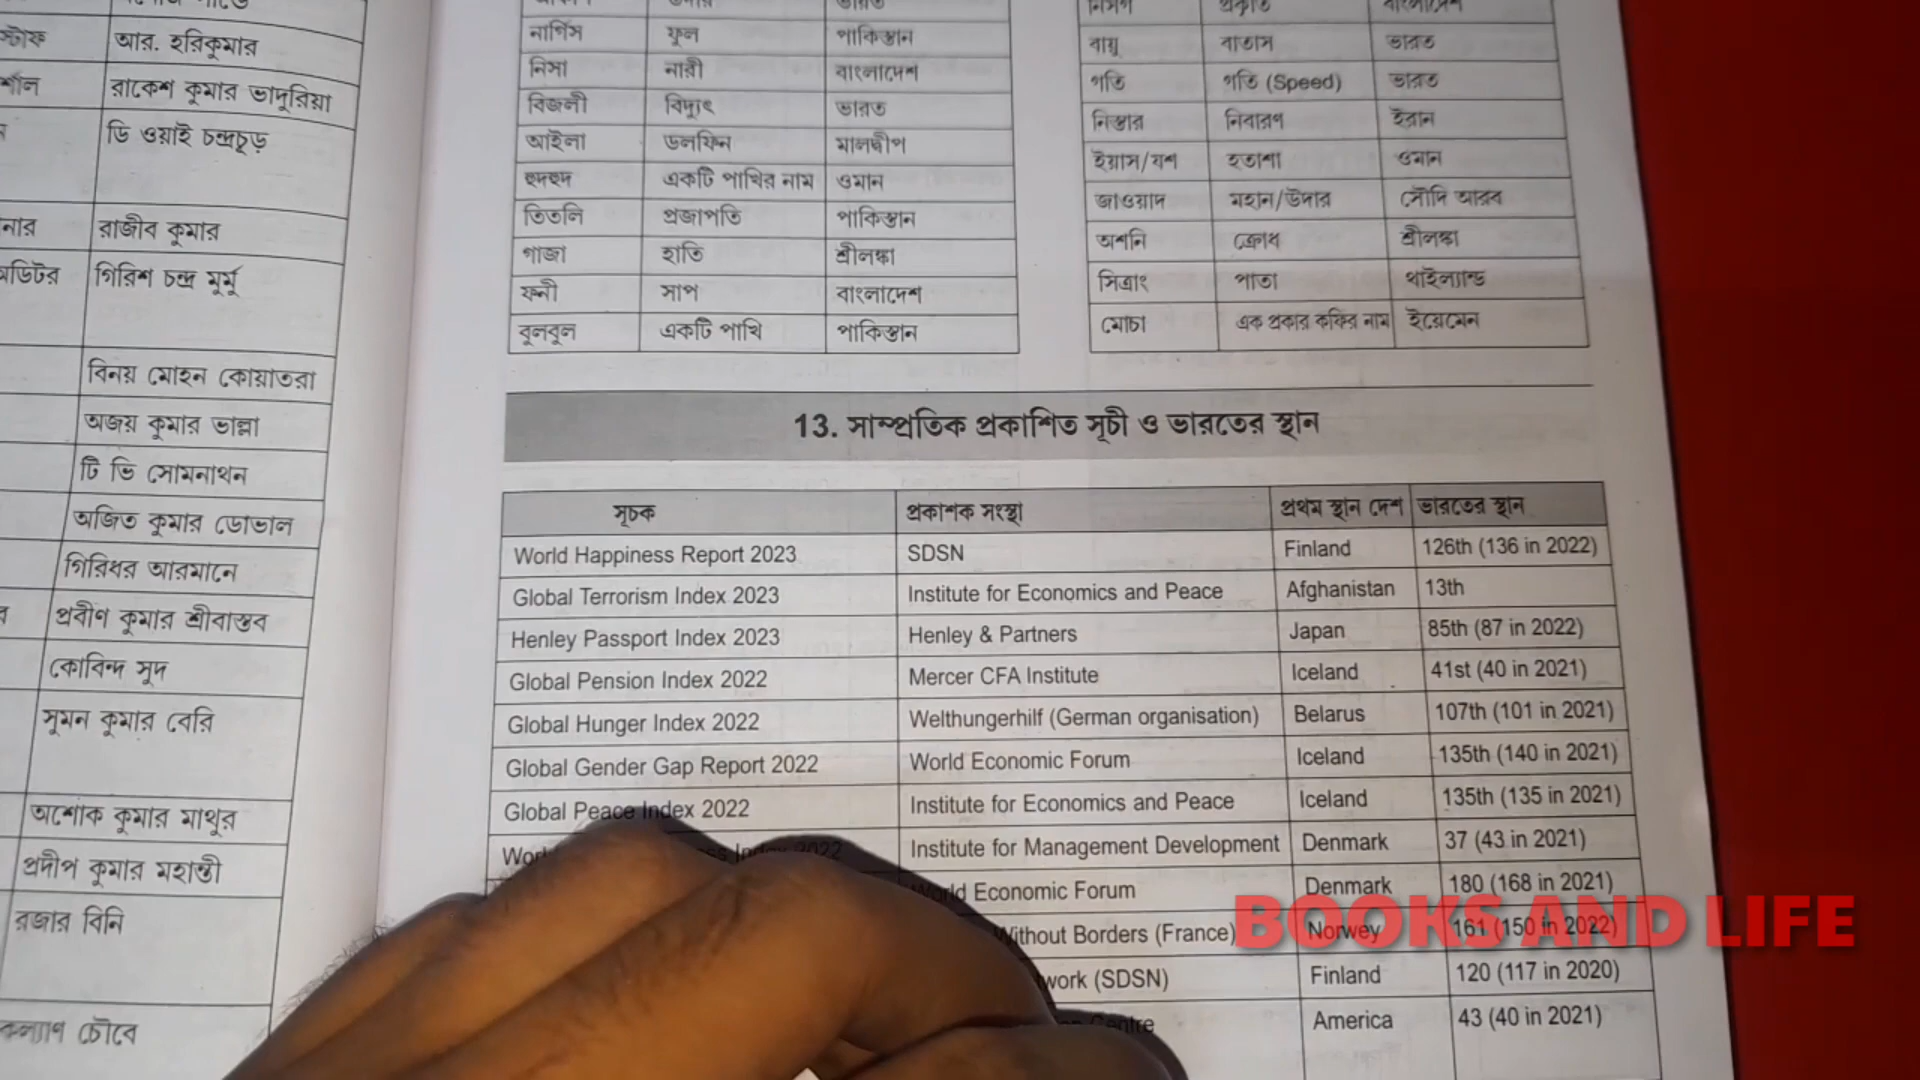 স্টাফ আর. হরিকুমার
রাকেশ কুমার ভাদুরিয়া
ডি ওয়াই চন্দ্রচূড়
রাজীব কুমার
গিরিশ চন্দ্র মুর্মু
বিনয় মোহন কোয়াতরা
অজয় কুমার ভাল্লা
টি ভি সোমনাথন
অজিত কুমার ডোভাল
গিরিধর আরমানে
প্রবীণ কুমার শ্রীবাস্তব
কোবিন্দ সূদ
সুমন কুমার বেরি
অশোক কুমার মাথুর
প্রদীপ কুমার মহান্তী
রজার বিনি
কল্যাণ চৌবে
নার্গিস ফুল পাকিস্তান
নিসা নারী বাংলাদেশ
বিজলী বিদ্যুৎ ভারত
আইলা ডলফিন মালদ্বীপ
হুদহুদ একটি পাখির নাম ওমান
তিতলি প্রজাপতি পাকিস্তান
গাজা হাতি শ্রীলঙ্কা
ফনী সাপ বাংলাদেশ
বুলবুল একটি পাখি পাকিস্তান
নিসর্গ প্রকৃতি বাংলাদেশ
বায়ু বাতাস ভারত
গতি গতি (Speed) ভারত
নিভার নিবারণ ইরান
ইয়াস/যশ হতাশা ওমান
জাওয়াদ মহান/উদার সৌদি আরব
অশনি ক্রোধ শ্রীলঙ্কা
সিত্রাং পাতা থাইল্যান্ড
মোচা এক প্রকার কফির নাম ইয়েমেন
13. সাম্প্রতিক প্রকাশিত সূচী ও ভারতের স্থান
সূচক প্রকাশক সংস্থা প্রথম স্থান দেশ ভারতের স্থান
World Happiness Report 2023 SDSN Finland 126th (136 in 2022)
Global Terrorism Index 2023 Institute for Economics and Peace Afghanistan 13th
Henley Passport Index 2023 Henley & Partners Japan 85th (87 in 2022)
Global Pension Index 2022 Mercer CFA Institute Iceland 41st (40 in 2021)
Global Hunger Index 2022 Welthungerhilf (German organisation) Belarus 107th (101 in 2021)
Global Gender Gap Report 2022 World Economic Forum Iceland 135th (140 in 2021)
Global Peace Index 2022 Institute for Economics and Peace Iceland 135th (135 in 2021)
Index 2022 Institute for Management Development Denmark 37 (43 in 2021)
World Economic Forum Denmark 180 (168 in 2021)
Without Borders (France) Norwey 161 (150 in 2022)
(SDSN) Finland 120 (117 in 2020)
Centre America 43 (40 in 2021)
BOOKS AND LIFE